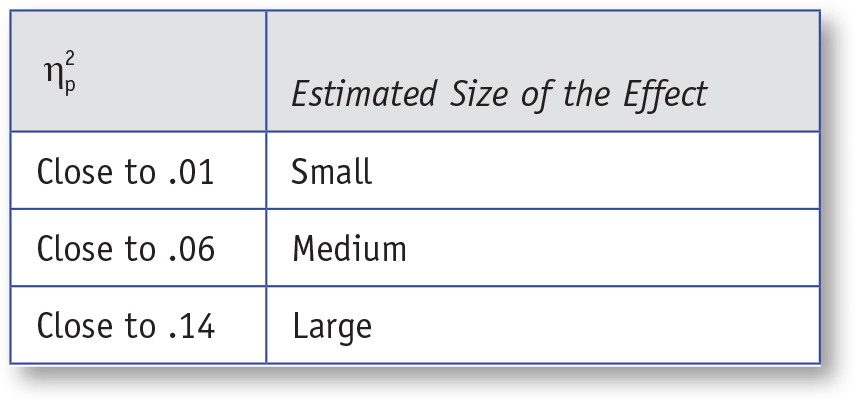 η²ₚ
Estimated Size of the Effect
Close to .01 Small
Close to .06 Medium
Close to .14 Large